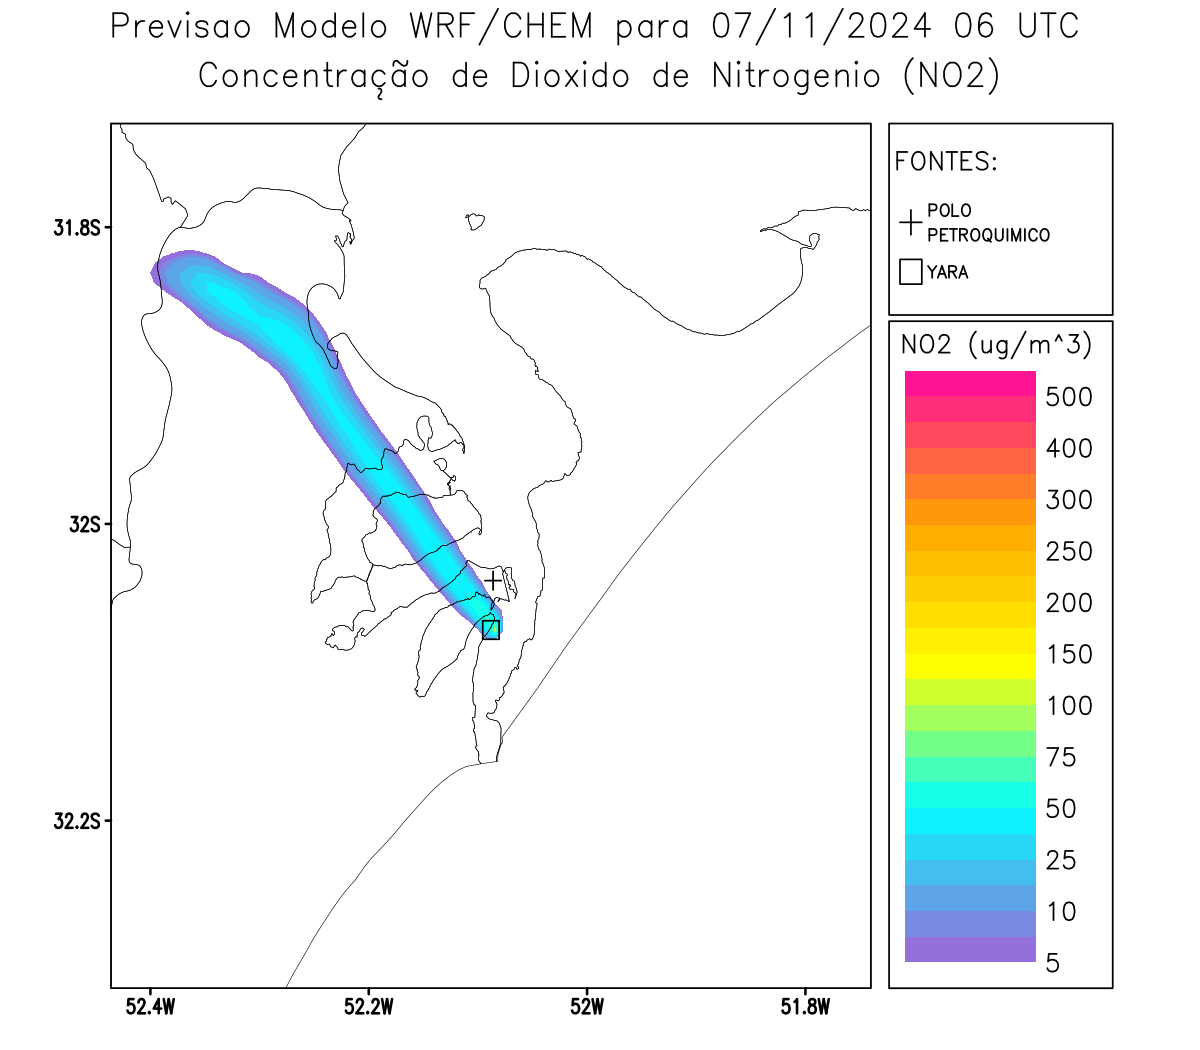 Previsao Modelo WRF/CHEM para 07/11/2024 06 UTC
Concentração de Dioxido de Nitrogenio (NO2)
FONTES:
POLO
PETROQUIMICO
YARA
NO2 (ug/m^3)
500
400
300
250
200
150
100
75
50
25
10
5
31.8S
32S
32.2S
52.4W
52.2W
52W
51.8W